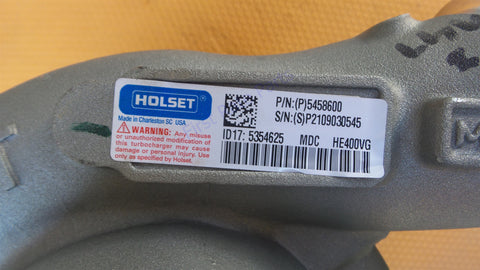 HOLSET
Made in Charleston SC USA
WARNING: Any misuse
or unauthorized modification of
this turbocharger may cause
damage or personal injury. Use
only as specified by Holset.
P/N:(P)5458600
S/N:(S)P2109030545
ID17: 5354625 MDC HE400VG